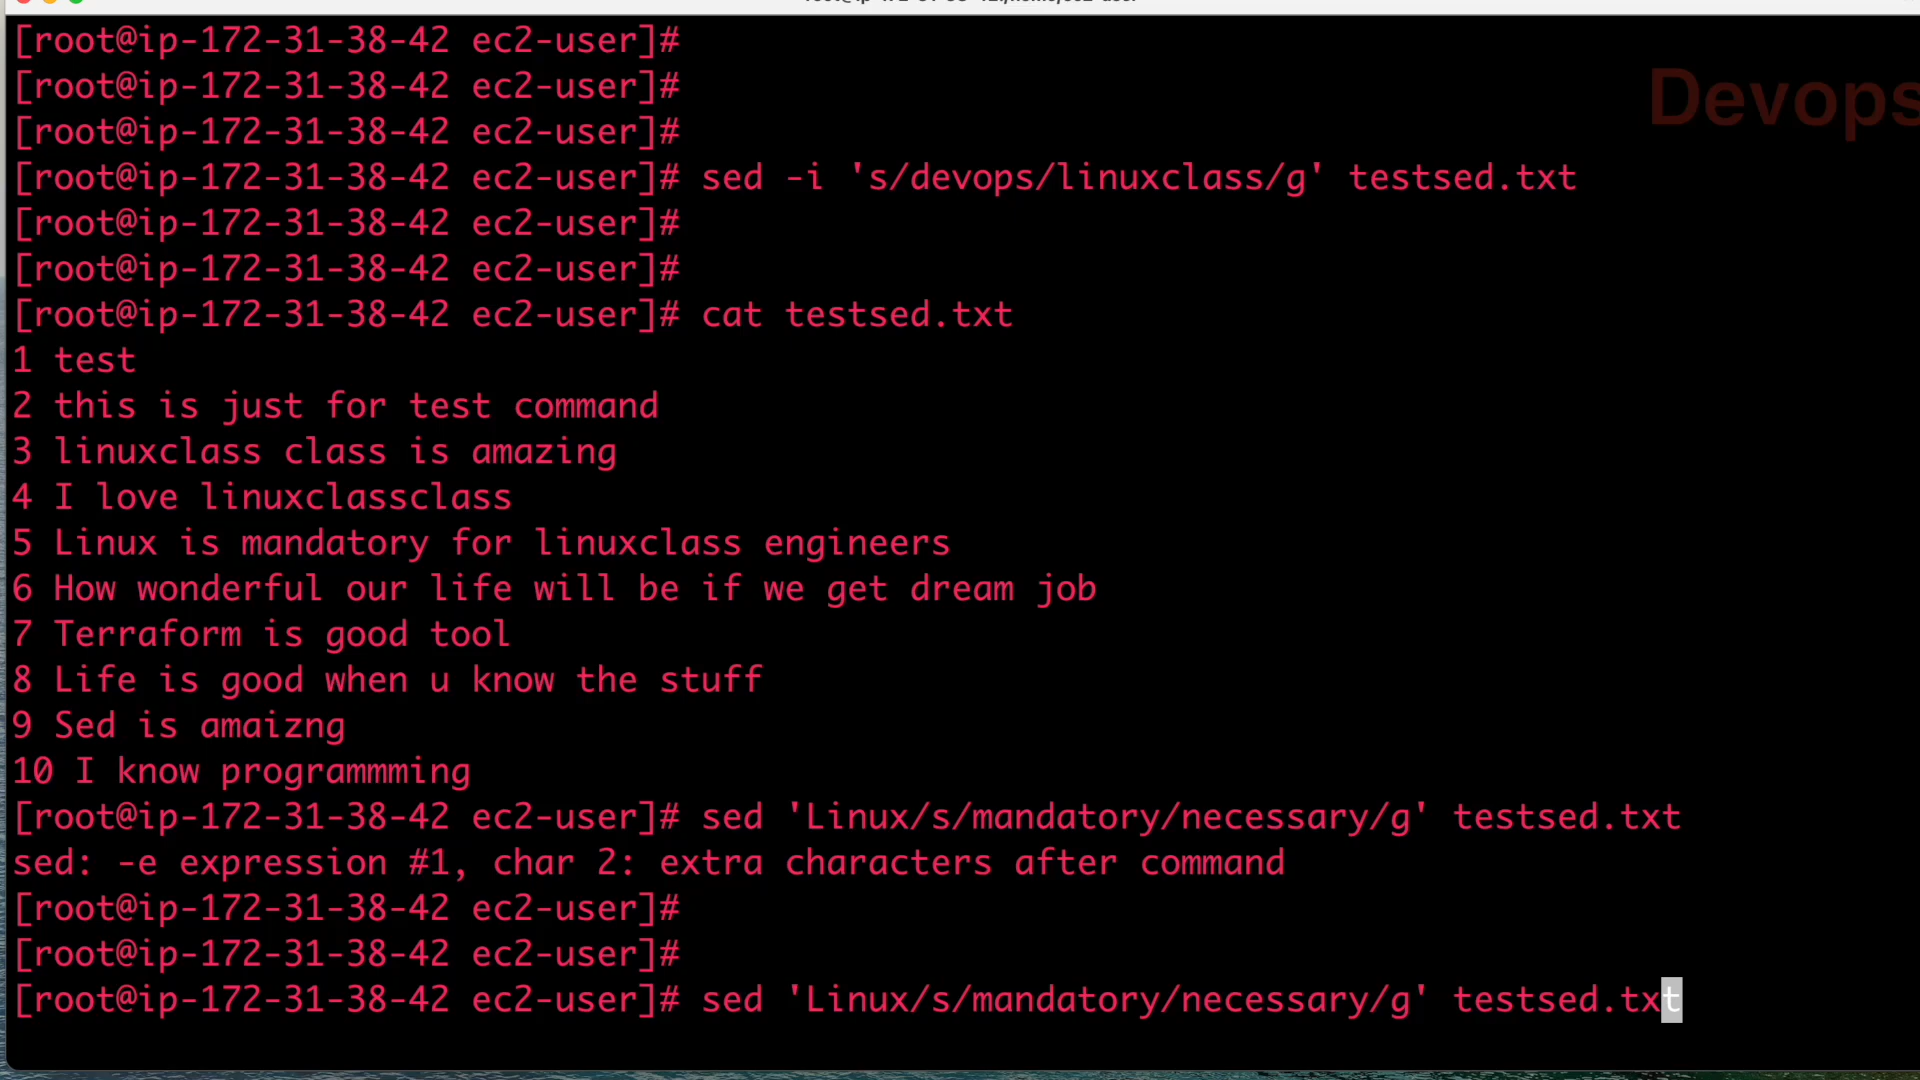 [root@ip-172-31-38-42 ec2-user]#
[root@ip-172-31-38-42 ec2-user]#
Devops
[root@ip-172-31-38-42 ec2-user]#
[root@ip-172-31-38-42 ec2-user]# sed -i 's/devops/linuxclass/g' testsed.txt
[root@ip-172-31-38-42 ec2-user]#
[root@ip-172-31-38-42 ec2-user]#
[root@ip-172-31-38-42 ec2-user]# cat testsed.txt
1 test
2 this is just for test command
3 linuxclass class is amazing
4 I love linuxclassclass
5 Linux is mandatory for linuxclass engineers
6 How wonderful our life will be if we get dream job
7 Terraform is good tool
8 Life is good when u know the stuff
9 Sed is amaizng
10 I know programmming
[root@ip-172-31-38-42 ec2-user]# sed 'Linux/s/mandatory/necessary/g' testsed.txt
sed: -e expression #1, char 2: extra characters after command
[root@ip-172-31-38-42 ec2-user]#
[root@ip-172-31-38-42 ec2-user]#
[root@ip-172-31-38-42 ec2-user]# sed 'Linux/s/mandatory/necessary/g' testsed.txt